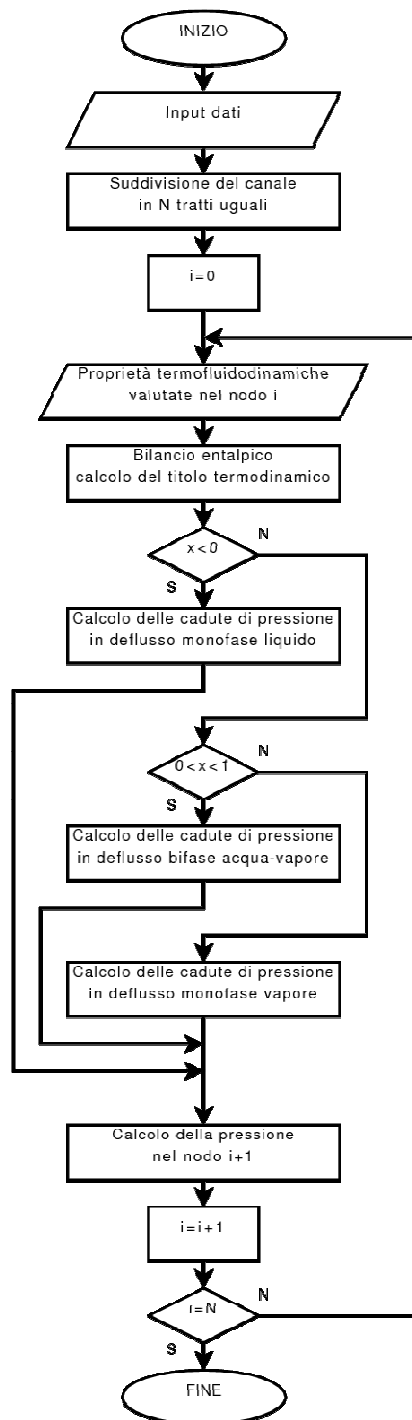 INIZIO
Input dati
Suddivisione del canale
in N tratti uguali
i=0
Proprietà termofluidodinamiche
valutate nel nodo i
Bilancio entalpico
calcolo del titolo termodinamico
x<0
N
S
Calcolo delle cadute di pressione
in deflusso monofase liquido
0<x<1
N
S
Calcolo delle cadute di pressione
in deflusso bifase acqua-vapore
Calcolo delle cadute di pressione
in deflusso monofase vapore
Calcolo della pressione
nel nodo i+1
i=i+1
i=N
N
S
FINE